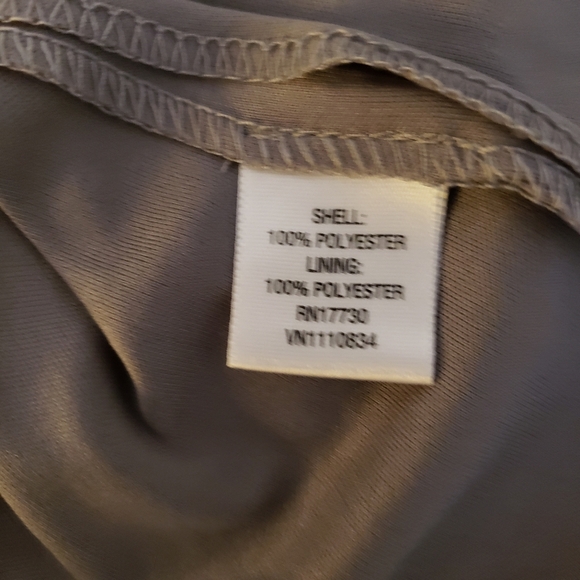 SHELL:
100% POLYESTER
LINING:
100% POLYESTER
RN17730
VN1110834